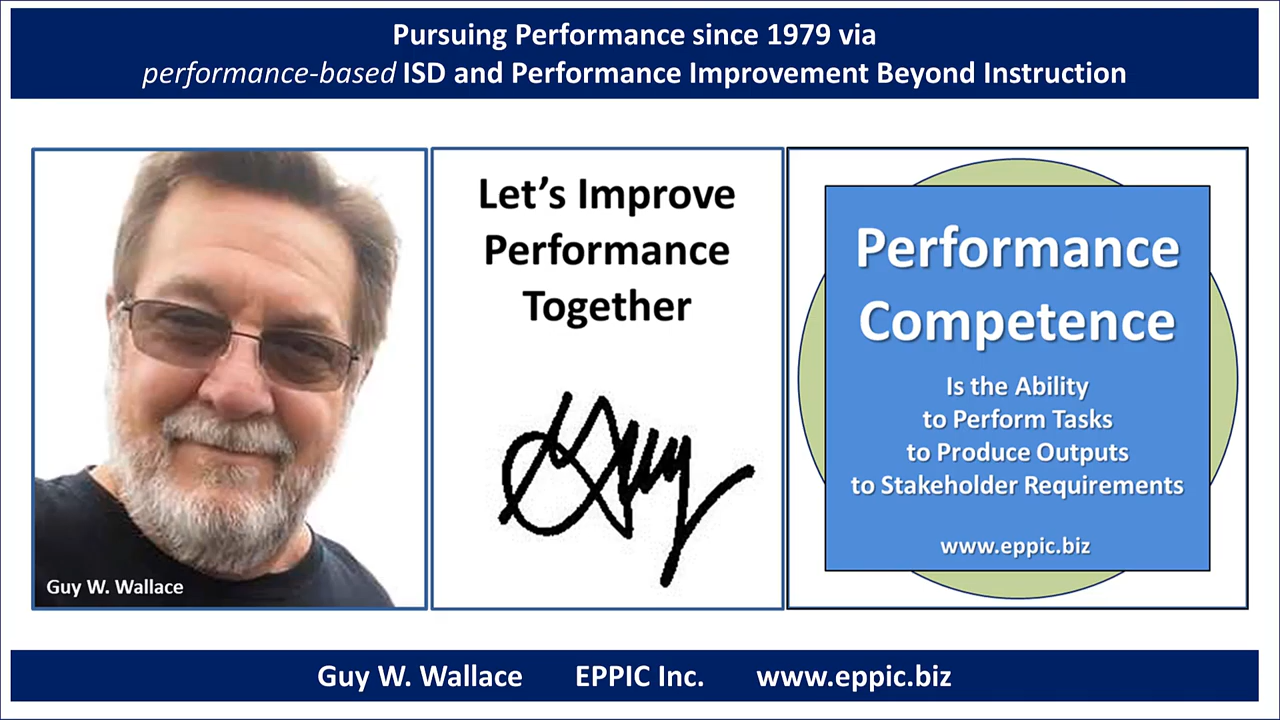 Pursuing Performance since 1979 via
performance-based ISD and Performance Improvement Beyond Instruction
Guy W. Wallace
Let’s Improve
Performance
Together
Guy
Performance
Competence
Is the Ability
to Perform Tasks
to Produce Outputs
to Stakeholder Requirements
www.eppic.biz
Guy W. Wallace EPPIC Inc. www.eppic.biz